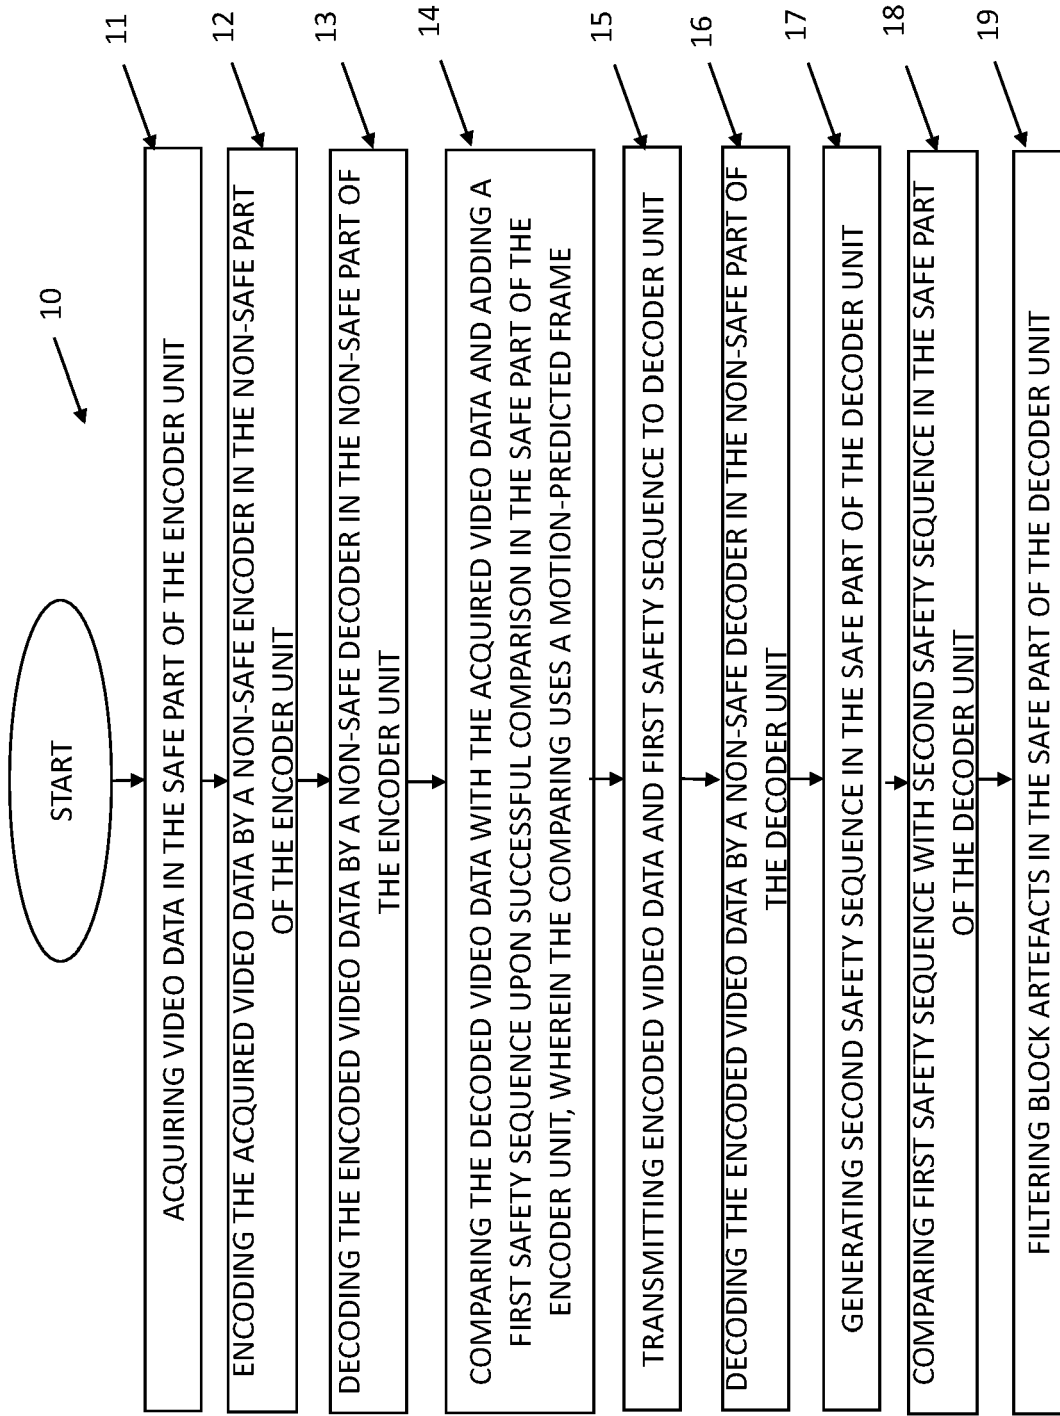 10
START
ACQUIRING VIDEO DATA IN THE SAFE PART OF THE ENCODER UNIT
11
ENCODING THE ACQUIRED VIDEO DATA BY A NON-SAFE ENCODER IN THE NON-SAFE PART
OF THE ENCODER UNIT
12
DECODING THE ENCODED VIDEO DATA BY A NON-SAFE DECODER IN THE NON-SAFE PART OF
THE ENCODER UNIT
13
COMPARING THE DECODED VIDEO DATA WITH THE ACQUIRED VIDEO DATA AND ADDING A
FIRST SAFETY SEQUENCE UPON SUCCESSFUL COMPARISON IN THE SAFE PART OF THE
ENCODER UNIT, WHEREIN THE COMPARING USES A MOTION-PREDICTED FRAME
14
TRANSMITTING ENCODED VIDEO DATA AND FIRST SAFETY SEQUENCE TO DECODER UNIT
15
DECODING THE ENCODED VIDEO DATA BY A NON-SAFE DECODER IN THE NON-SAFE PART OF
THE DECODER UNIT
16
GENERATING SECOND SAFETY SEQUENCE IN THE SAFE PART OF THE DECODER UNIT
17
COMPARING FIRST SAFETY SEQUENCE WITH SECOND SAFETY SEQUENCE IN THE SAFE PART
OF THE DECODER UNIT
18
FILTERING BLOCK ARTEFACTS IN THE SAFE PART OF THE DECODER UNIT
19